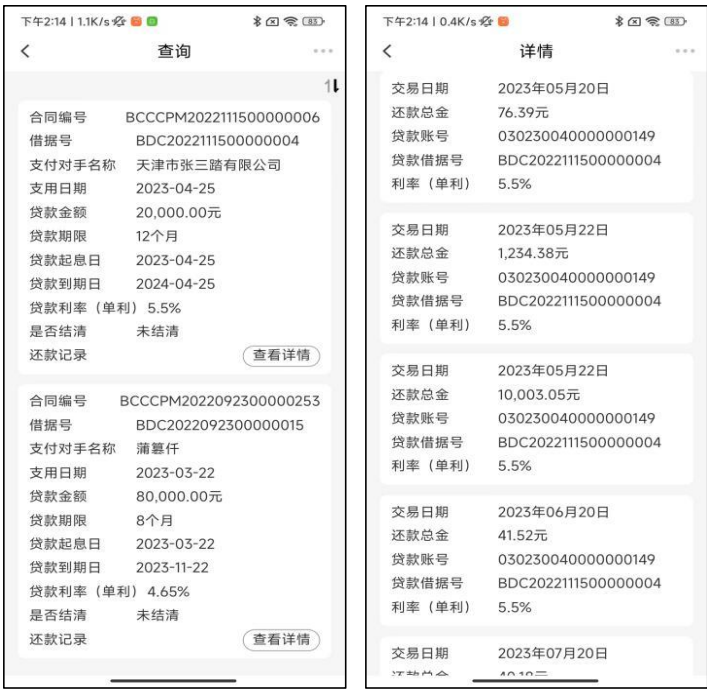 下午2:14 | 1.1K/s
83
查询
合同编号 BCCCPM2022111500000006
借据号 BDC2022111500000004
支付对手名称 天津市张三踏有限公司
支用日期 2023-04-25
贷款金额 20,000.00元
贷款期限 12个月
贷款起息日 2023-04-25
贷款到期日 2024-04-25
贷款利率（单利） 5.5%
是否结清 未结清
还款记录 查看详情
合同编号 BCCCPM2022092300000253
借据号 BDC2022092300000015
支付对手名称 蒲篡仟
支用日期 2023-03-22
贷款金额 80,000.00元
贷款期限 8个月
贷款起息日 2023-03-22
贷款到期日 2023-11-22
贷款利率（单利） 4.65%
是否结清 未结清
还款记录 查看详情
下午2:14 | 0.4K/s
83
详情
交易日期 2023年05月20日
还款总金 76.39元
贷款账号 030230040000000149
贷款借据号 BDC2022111500000004
利率（单利） 5.5%
交易日期 2023年05月22日
还款总金 1,234.38元
贷款账号 030230040000000149
贷款借据号 BDC2022111500000004
利率（单利） 5.5%
交易日期 2023年05月22日
还款总金 10,003.05元
贷款账号 030230040000000149
贷款借据号 BDC2022111500000004
利率（单利） 5.5%
交易日期 2023年06月20日
还款总金 41.52元
贷款账号 030230040000000149
贷款借据号 BDC2022111500000004
利率（单利） 5.5%
交易日期 2023年07月20日